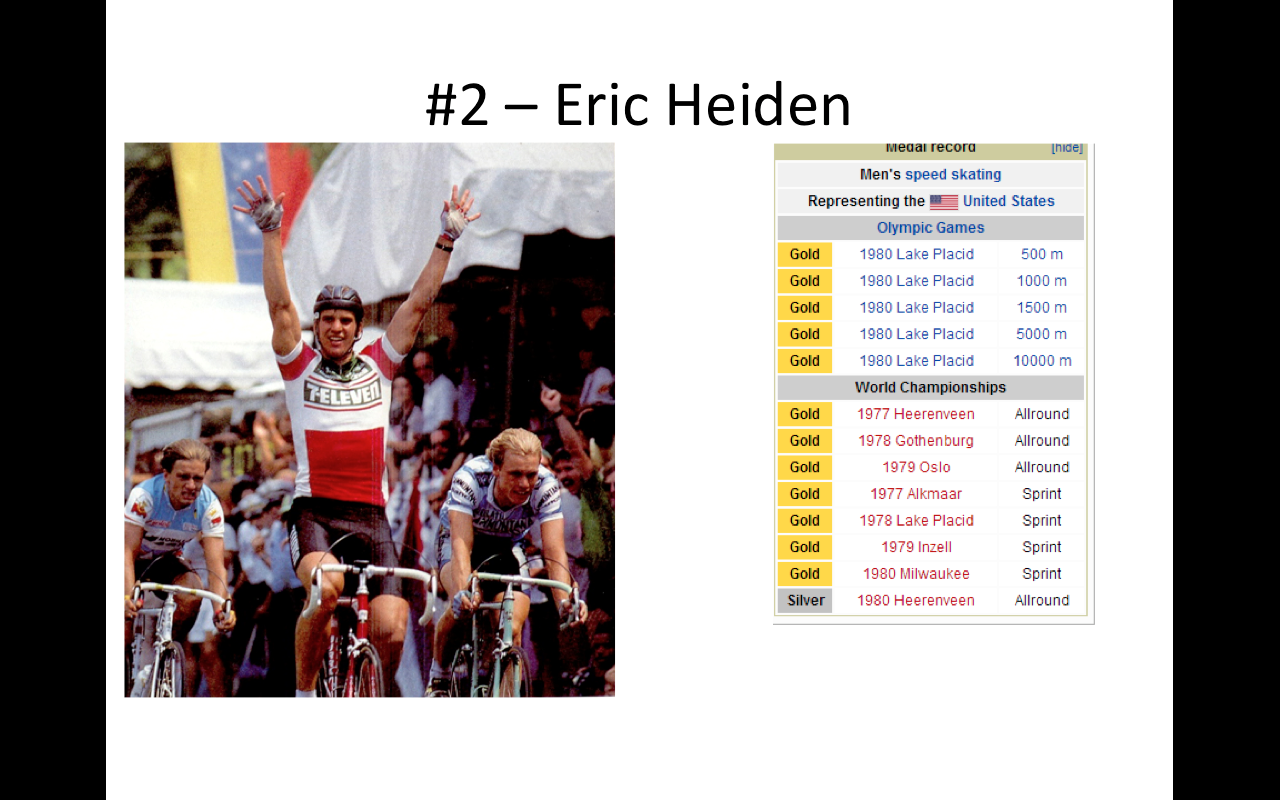 #2 – Eric Heiden
7-ELEVEN
Medal record [hide]
Men's speed skating
Representing the United States
Olympic Games
Gold 1980 Lake Placid 500 m
Gold 1980 Lake Placid 1000 m
Gold 1980 Lake Placid 1500 m
Gold 1980 Lake Placid 5000 m
Gold 1980 Lake Placid 10000 m
World Championships
Gold 1977 Heerenveen Allround
Gold 1978 Gothenburg Allround
Gold 1979 Oslo Allround
Gold 1977 Alkmaar Sprint
Gold 1978 Lake Placid Sprint
Gold 1979 Inzell Sprint
Gold 1980 Milwaukee Sprint
Silver 1980 Heerenveen Allround